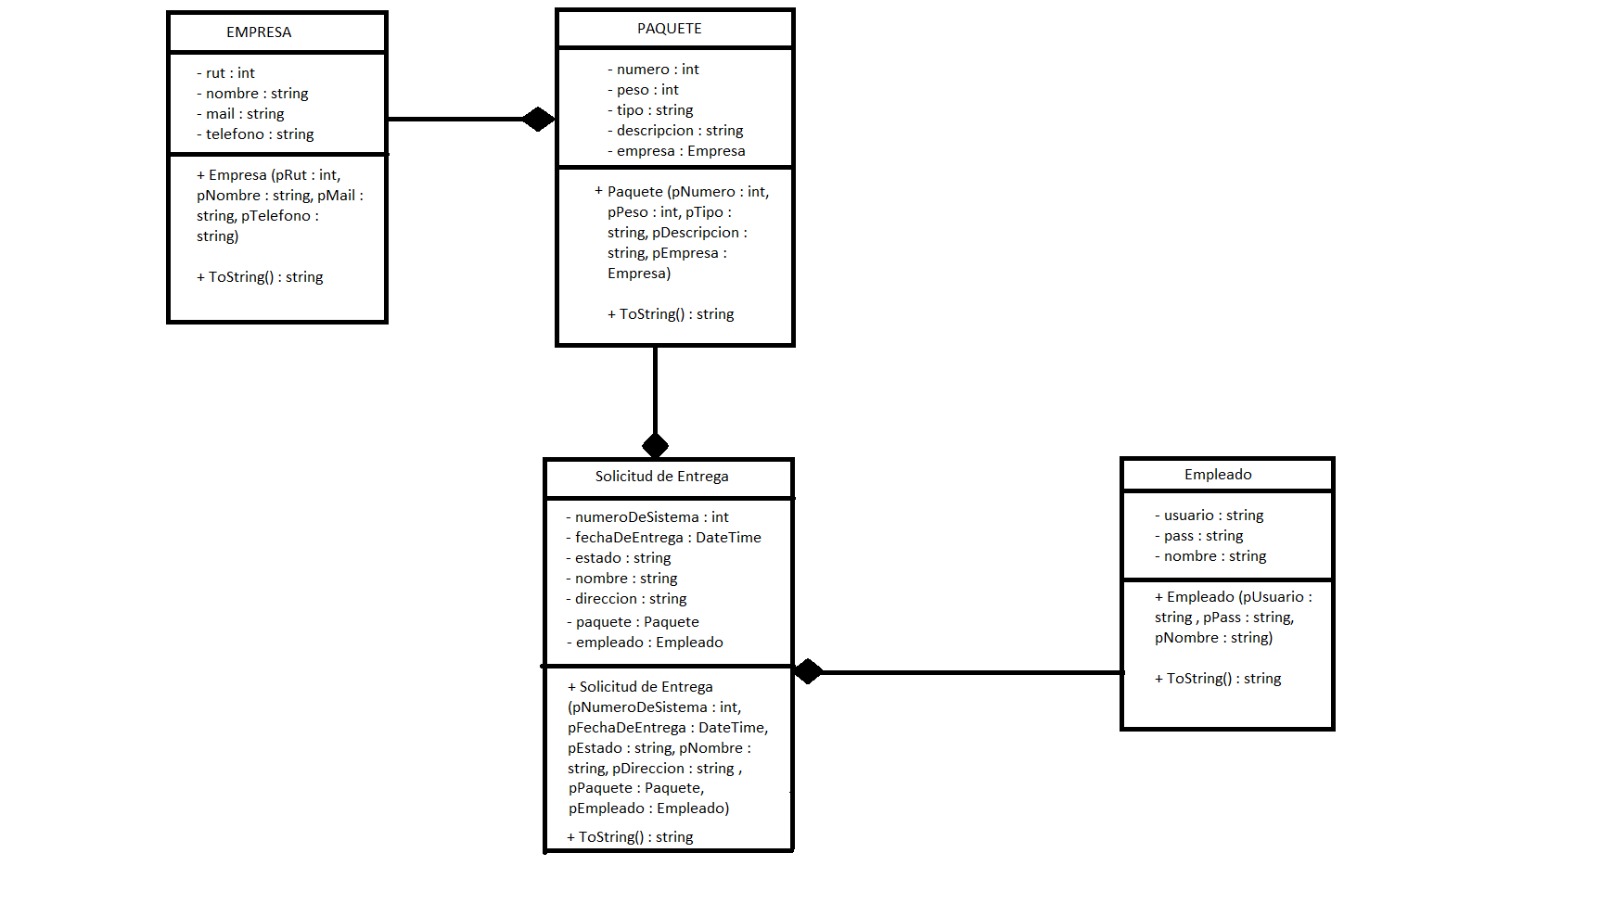 EMPRESA
- rut : int
- nombre : string
- mail : string
- telefono : string
+ Empresa (pRut : int,
pNombre : string, pMail :
string, pTelefono :
string)
+ ToString() : string
PAQUETE
- numero : int
- peso : int
- tipo : string
- descripcion : string
- empresa : Empresa
+ Paquete (pNumero : int,
pPeso : int, pTipo :
string, pDescripcion :
string, pEmpresa :
Empresa)
+ ToString() : string
Solicitud de Entrega
- numeroDeSistema : int
- fechaDeEntrega : DateTime
- estado : string
- nombre : string
- direccion : string
- paquete : Paquete
- empleado : Empleado
+ Solicitud de Entrega
(pNumeroDeSistema : int,
pFechaDeEntrega : DateTime,
pEstado : string, pNombre :
string, pDireccion : string ,
pPaquete : Paquete,
pEmpleado : Empleado)
+ ToString() : string
Empleado
- usuario : string
- pass : string
- nombre : string
+ Empleado (pUsuario :
string , pPass : string,
pNombre : string)
+ ToString() : string